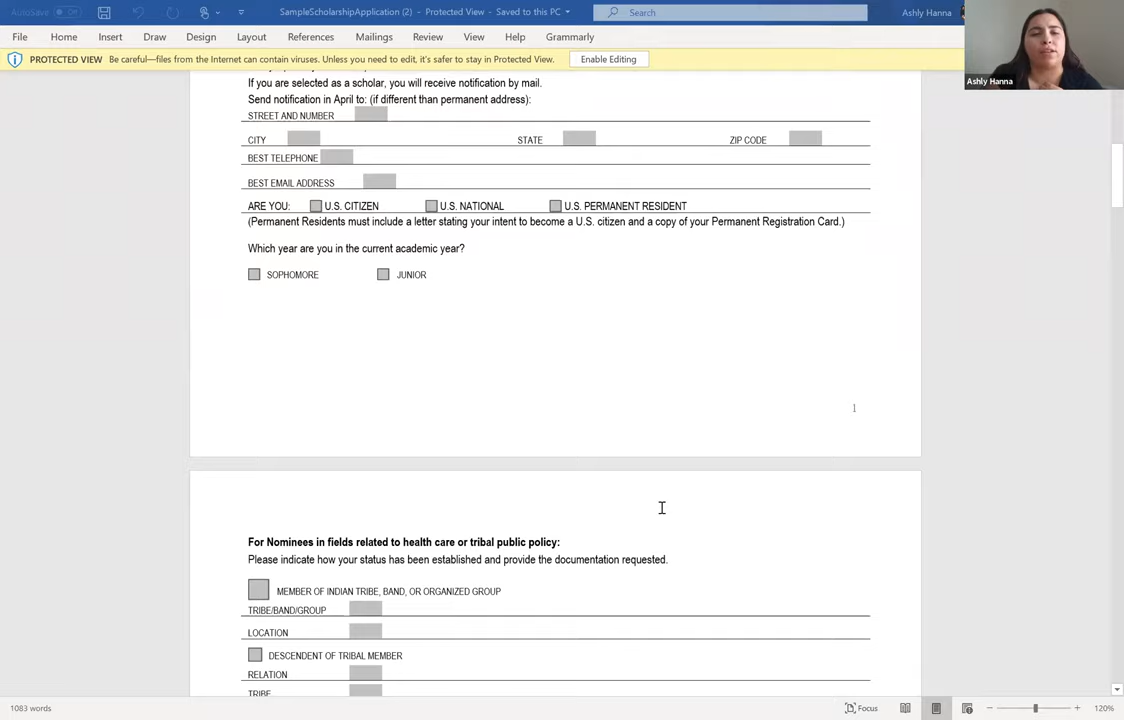 AutoSave Off
SampleScholarshipApplication (2) - Protected View - Saved to this PC
Search
Ashly Hanna
File Home Insert Draw Design Layout References Mailings Review View Help Grammarly
PROTECTED VIEW Be careful—files from the Internet can contain viruses. Unless you need to edit, it's safer to stay in Protected View. Enable Editing
Ashly Hanna
If you are selected as a scholar, you will receive notification by mail.
Send notification in April to: (if different than permanent address):
STREET AND NUMBER
CITY STATE ZIP CODE
BEST TELEPHONE
BEST EMAIL ADDRESS
ARE YOU: U.S. CITIZEN U.S. NATIONAL U.S. PERMANENT RESIDENT
(Permanent Residents must include a letter stating your intent to become a U.S. citizen and a copy of your Permanent Registration Card.)
Which year are you in the current academic year?
SOPHOMORE JUNIOR
1
For Nominees in fields related to health care or tribal public policy:
Please indicate how your status has been established and provide the documentation requested.
MEMBER OF INDIAN TRIBE, BAND, OR ORGANIZED GROUP
TRIBE/BAND/GROUP
LOCATION
DESCENDENT OF TRIBAL MEMBER
RELATION
TRIBE
1083 words
Focus
120%